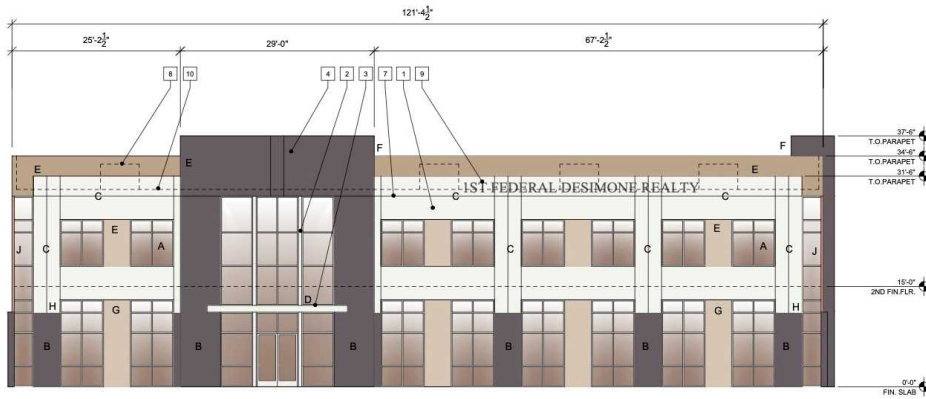 121'-4 1/2"
25'-2 1/2" 29'-0" 67'-2 1/2"
8 10 4 2 3 7 1 9
37'-6"
T.O.PARAPET
F F
34'-6"
T.O.PARAPET
E E E
31'-6"
T.O.PARAPET
1ST FEDERAL DESIMONE REALTY
C C C
E E
J C A C C A C J
15'-0"
2ND FIN.FLR.
D
H G G H
B B B B B B
0'-0"
FIN. SLAB